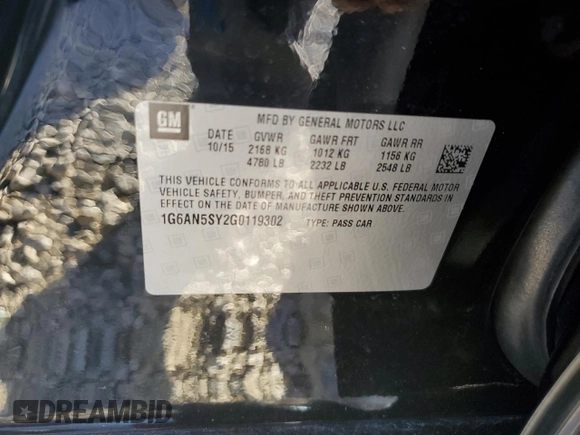 GM
MFD BY GENERAL MOTORS LLC
DATE GVWR GAWR FRT GAWR RR
10/15 2168 KG 1012 KG 1156 KG
4780 LB 2232 LB 2548 LB
THIS VEHICLE CONFORMS TO ALL APPLICABLE U.S. FEDERAL MOTOR
VEHICLE SAFETY, BUMPER, AND THEFT PREVENTION STANDARDS IN
EFFECT ON THE DATE OF MANUFACTURE SHOWN ABOVE.
1G6AN5SY2G0119302 TYPE: PASS CAR
DREAMBID